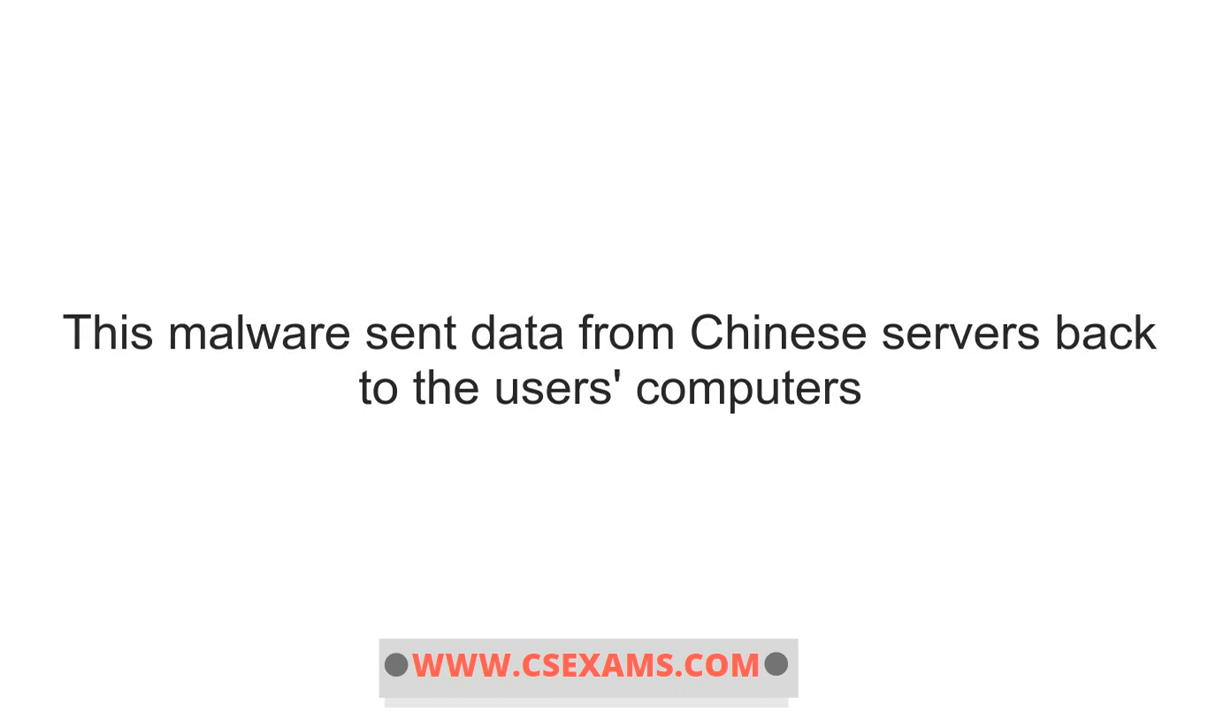 This malware sent data from Chinese servers back
to the users' computers
WWW.CSEXAMS.COM